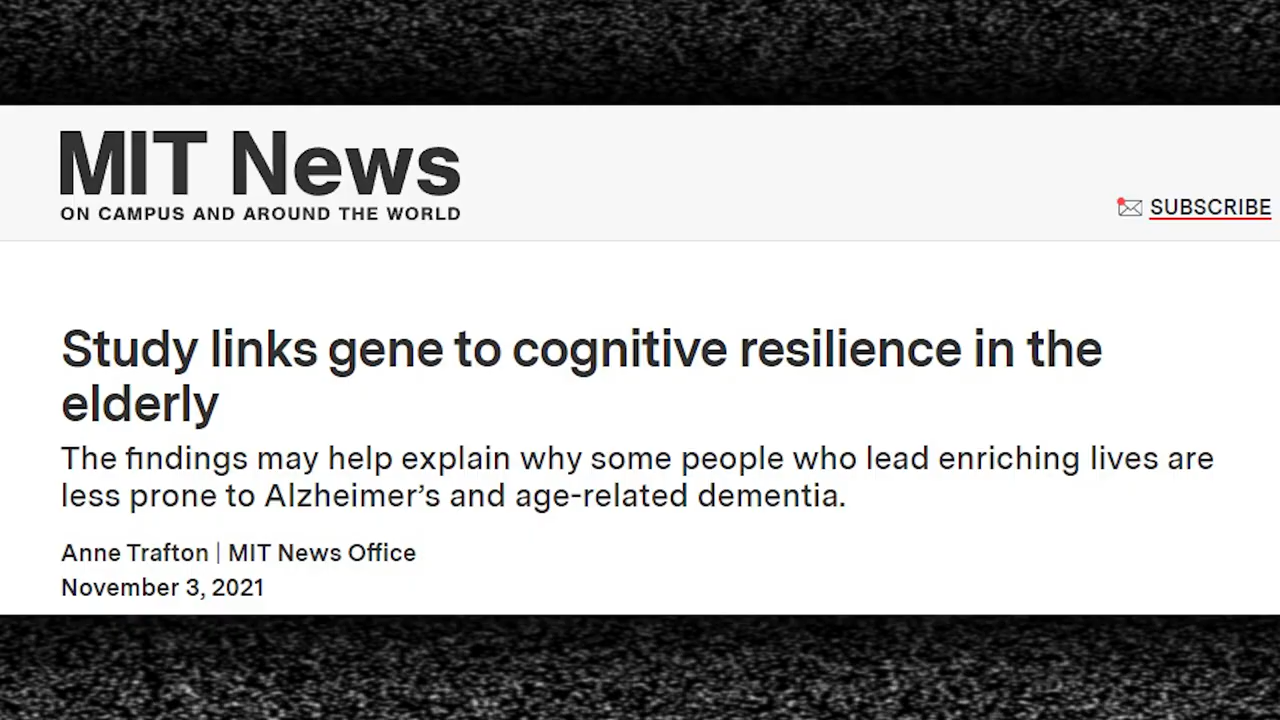 MIT News
ON CAMPUS AND AROUND THE WORLD
SUBSCRIBE
Study links gene to cognitive resilience in the
elderly
The findings may help explain why some people who lead enriching lives are
less prone to Alzheimer’s and age-related dementia.
Anne Trafton | MIT News Office
November 3, 2021